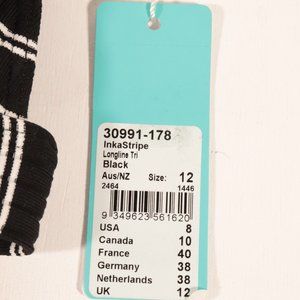 30991-178
InkaStripe
Longline Tri
Black
Aus/NZ Size: 12
2464 1446
9 349623 561620
USA 8
Canada 10
France 40
Germany 38
Netherlands 38
UK 12